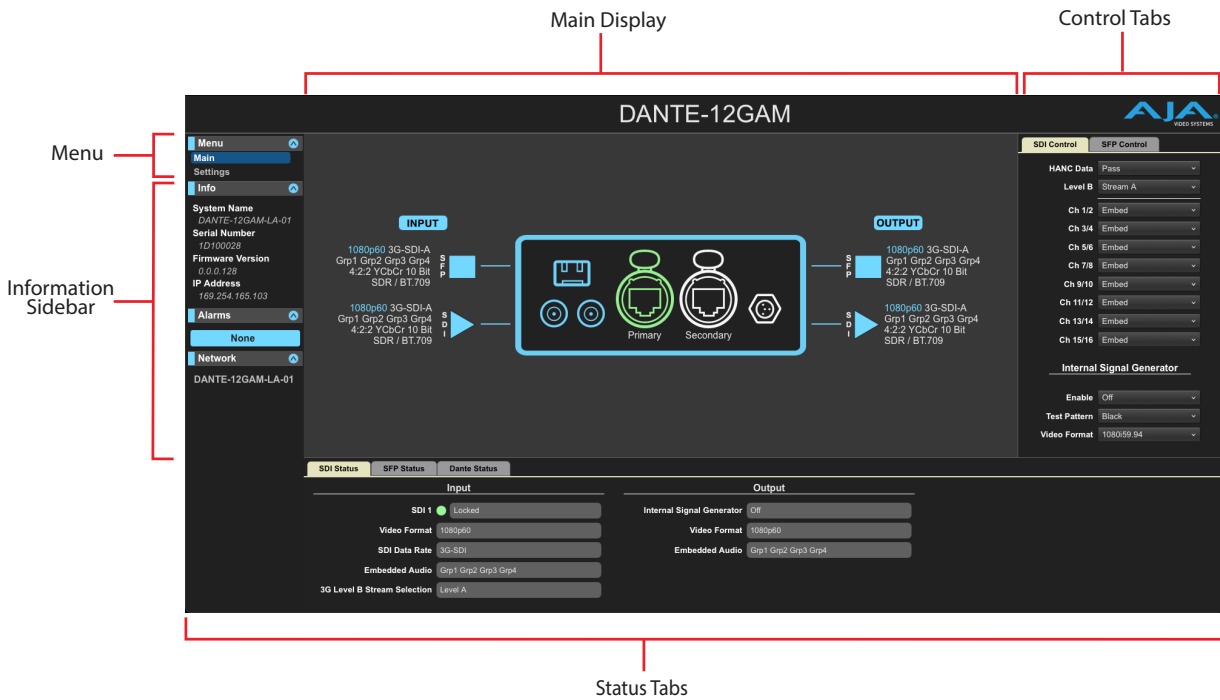 Main Display
Control Tabs
DANTE-12GAM
AJA
VIDEO SYSTEMS
Menu
Information
Sidebar
Menu
Main
Settings
Info
System Name
DANTE-12GAM-LA-01
Serial Number
1D100028
Firmware Version
0.0.0.128
IP Address
169.254.165.103
Alarms
None
Network
DANTE-12GAM-LA-01
INPUT
1080p60 3G-SDI-A
Grp1 Grp2 Grp3 Grp4
4:2:2 YCbCr 10 Bit
SDR / BT.709
SFP
1080p60 3G-SDI-A
Grp1 Grp2 Grp3 Grp4
4:2:2 YCbCr 10 Bit
SDR / BT.709
SDI
Primary
Secondary
OUTPUT
SFP
1080p60 3G-SDI-A
Grp1 Grp2 Grp3 Grp4
4:2:2 YCbCr 10 Bit
SDR / BT.709
SDI
1080p60 3G-SDI-A
Grp1 Grp2 Grp3 Grp4
4:2:2 YCbCr 10 Bit
SDR / BT.709
SDI Control
SFP Control
HANC Data Pass
Level B Stream A
Ch 1/2 Embed
Ch 3/4 Embed
Ch 5/6 Embed
Ch 7/8 Embed
Ch 9/10 Embed
Ch 11/12 Embed
Ch 13/14 Embed
Ch 15/16 Embed
Internal Signal Generator
Enable Off
Test Pattern Black
Video Format 1080i59.94
SDI Status
SFP Status
Dante Status
Input
SDI 1 Locked
Video Format 1080p60
SDI Data Rate 3G-SDI
Embedded Audio Grp1 Grp2 Grp3 Grp4
3G Level B Stream Selection Level A
Output
Internal Signal Generator Off
Video Format 1080p60
Embedded Audio Grp1 Grp2 Grp3 Grp4
Status Tabs